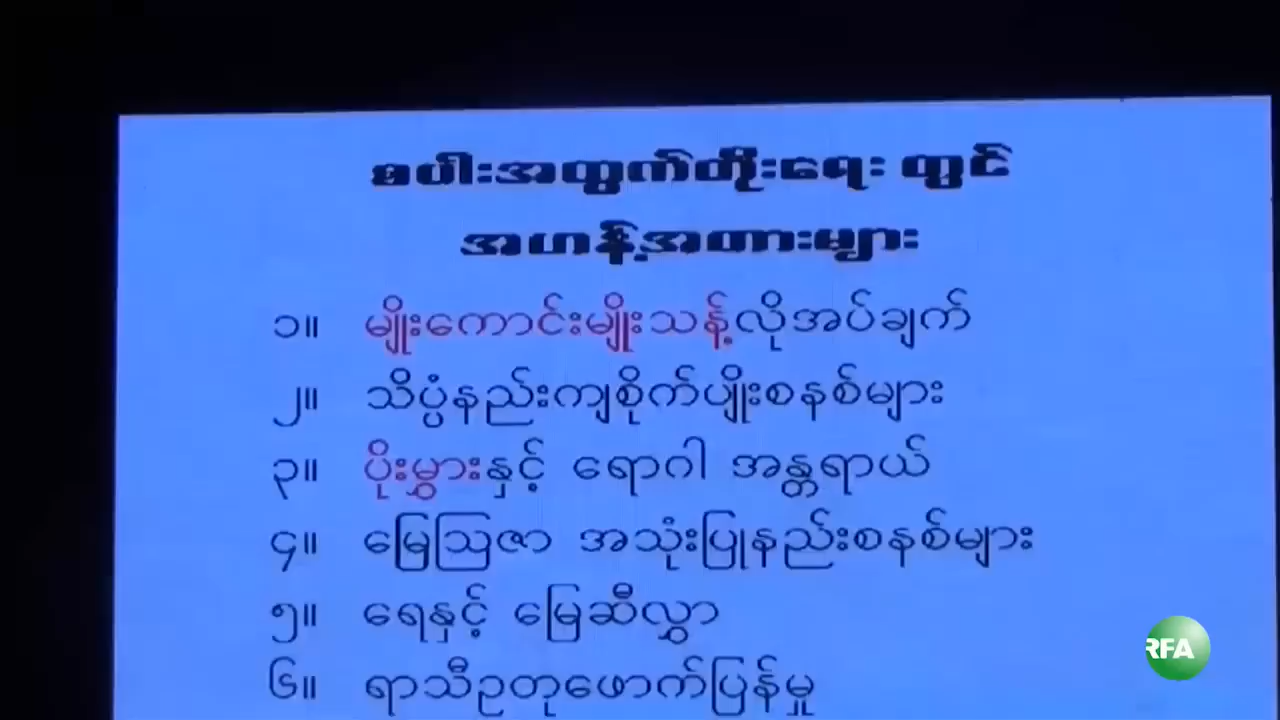 စပါးအထွက်တိုးရေး တွင်
အဟန့်အတားများ
၁။ မျိုးကောင်းမျိုးသန့်လိုအပ်ချက်
၂။ သိပ္ပံနည်းကျစိုက်ပျိုးစနစ်များ
၃။ ပိုးမွှားနှင့် ရောဂါ အန္တရာယ်
၄။ မြေဩဇာ အသုံးပြုနည်းစနစ်များ
၅။ ရေနှင့် မြေဆီလွှာ
၆။ ရာသီဥတုဖောက်ပြန်မှု
RFA